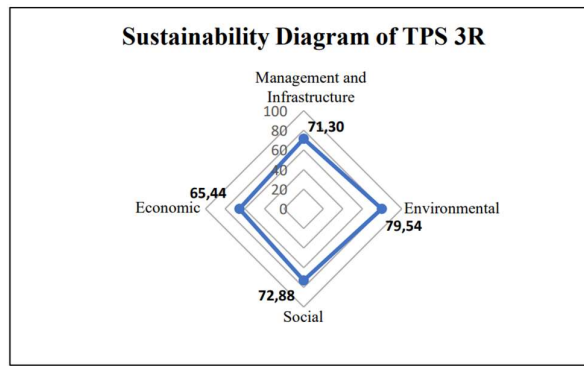 Sustainability Diagram of TPS 3R
Management and
Infrastructure
100
80
60
40
20
0
71,30
65,44
Economic
Environmental
79,54
72,88
Social